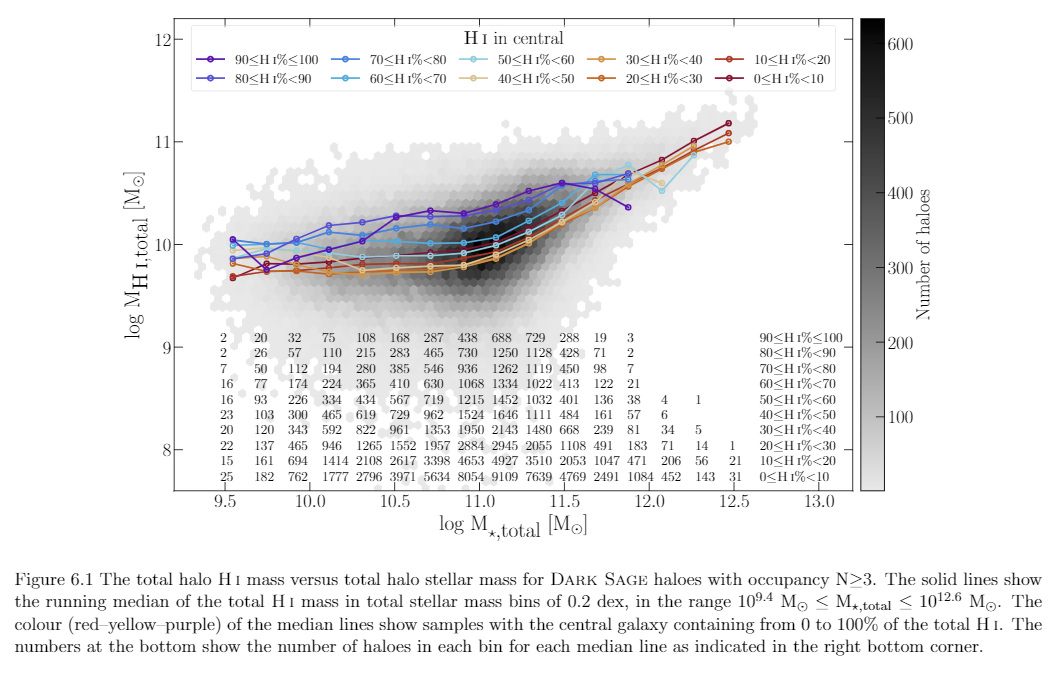 H I in central
90≤H I%≤100 70≤H I%<80 50≤H I%<60 30≤H I%<40 10≤H I%<20
80≤H I%<90 60≤H I%<70 40≤H I%<50 20≤H I%<30 0≤H I%<10
12
11
10
9
8
log M_{H I,total} [M_⊙]
2 20 32 75 108 168 287 438 688 729 288 19 3 90≤H I%≤100
2 26 57 110 215 283 465 730 1250 1128 428 71 2 80≤H I%<90
7 50 112 194 280 385 546 936 1262 1119 450 98 7 70≤H I%<80
16 77 174 224 365 410 630 1068 1334 1022 413 122 21 60≤H I%<70
16 93 226 334 434 567 719 1215 1452 1032 401 136 38 4 1 50≤H I%<60
23 103 300 465 619 729 962 1524 1646 1111 484 161 57 6 40≤H I%<50
20 120 343 592 822 961 1353 1950 2143 1480 668 239 81 34 5 30≤H I%<40
22 137 465 946 1265 1552 1957 2884 2945 2055 1108 491 183 71 14 1 20≤H I%<30
15 161 694 1414 2108 2617 3398 4653 4927 3510 2053 1047 471 206 56 21 10≤H I%<20
25 182 762 1777 2796 3971 5634 8054 9109 7639 4769 2491 1084 452 143 31 0≤H I%<10
9.5 10.0 10.5 11.0 11.5 12.0 12.5 13.0
log M_{⋆,total} [M_⊙]
600
500
400
300
200
100
Number of haloes
Figure 6.1 The total halo H I mass versus total halo stellar mass for Dark Sage haloes with occupancy N≥3. The solid lines show
the running median of the total H I mass in total stellar mass bins of 0.2 dex, in the range 10^{9.4} M_⊙ ≤ M_{⋆,total} ≤ 10^{12.6} M_⊙. The
colour (red–yellow–purple) of the median lines show samples with the central galaxy containing from 0 to 100% of the total H I. The
numbers at the bottom show the number of haloes in each bin for each median line as indicated in the right bottom corner.